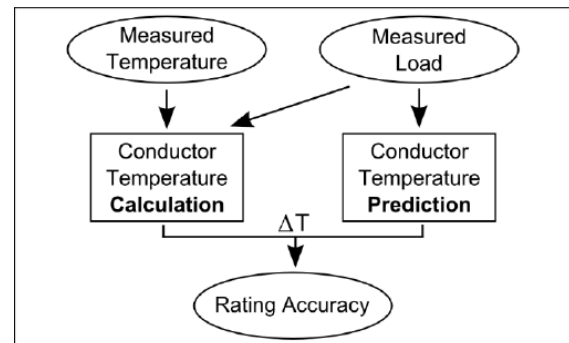 Measured
Temperature
Measured
Load
Conductor
Temperature
Calculation
Conductor
Temperature
Prediction
ΔT
Rating Accuracy